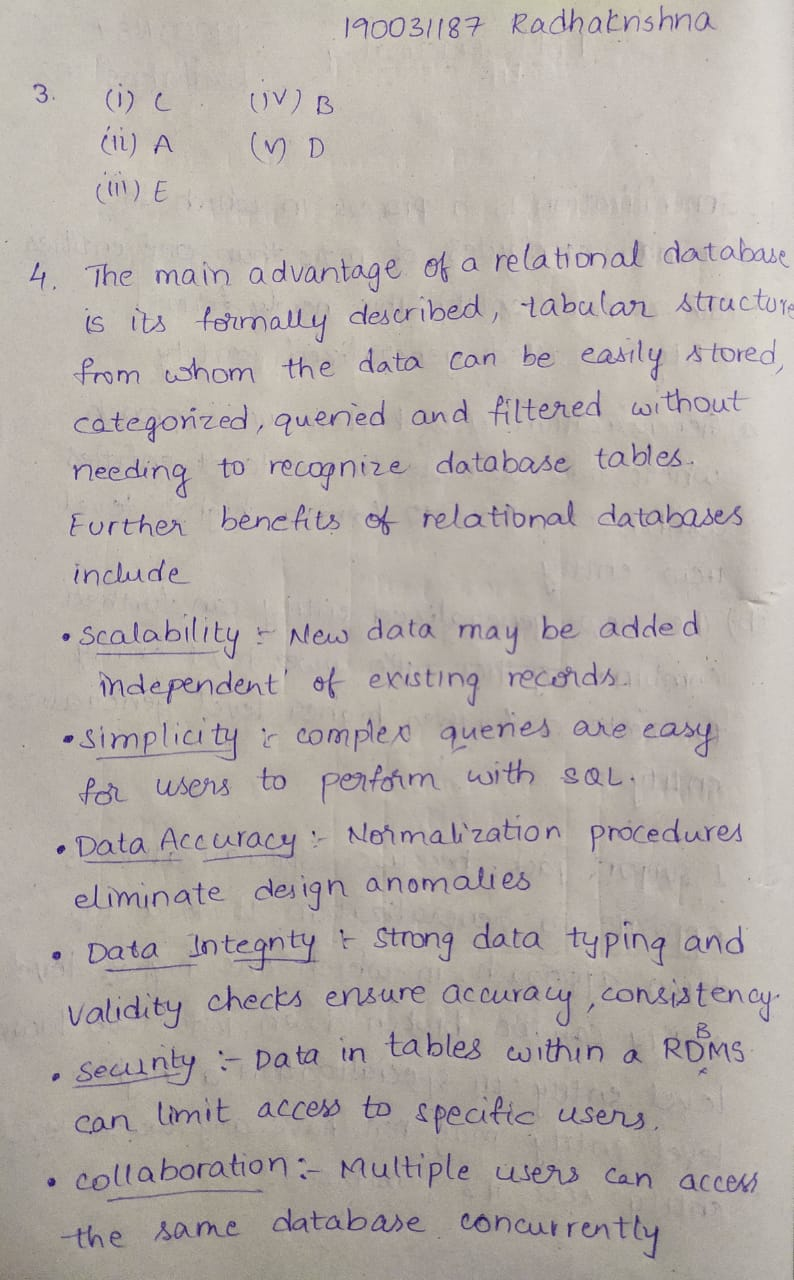 190031187 Radhakrishna
3. (i) C (iv) B
(ii) A (v) D
(iii) E
4. The main advantage of a relational database
is its formally described, tabular structure
from whom the data can be easily stored,
categorized, queried and filtered without
needing to recognize database tables.
Further benefits of relational databases
include
• Scalability :- New data may be added
independent of existing records.
• Simplicity :- complex queries are easy
for users to perform with SQL.
• Data Accuracy :- Normalization procedures
eliminate design anomalies
• Data Integrity :- Strong data typing and
validity checks ensure accuracy, consistency.
• Security :- Data in tables within a RDBMS
can limit access to specific users.
• collaboration :- Multiple users can access
the same database concurrently